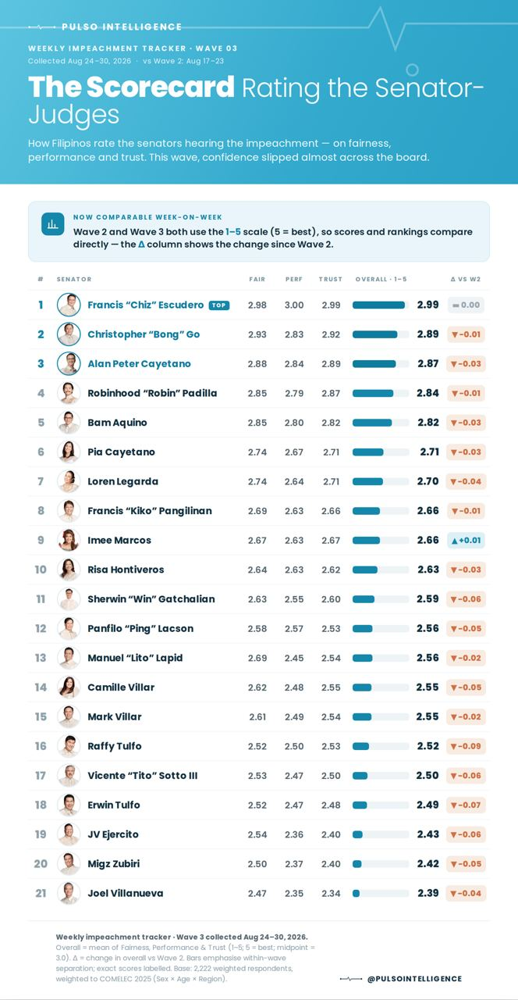 PULSO INTELLIGENCE
WEEKLY IMPEACHMENT TRACKER · WAVE 03
Collected Aug 24–30, 2026 · vs Wave 2: Aug 17–23
The Scorecard Rating the Senator-
Judges
How Filipinos rate the senators hearing the impeachment — on fairness,
performance and trust. This wave, confidence slipped almost across the board.
NOW COMPARABLE WEEK-ON-WEEK
Wave 2 and Wave 3 both use the 1–5 scale (5 = best), so scores and rankings compare
directly — the Δ column shows the change since Wave 2.
# SENATOR FAIR PERF TRUST OVERALL · 1–5 Δ VS W2
1 Francis “Chiz” Escudero TOP 2.98 3.00 2.99 2.99 ▬ 0.00
2 Christopher “Bong” Go 2.93 2.83 2.92 2.89 ▼ -0.01
3 Alan Peter Cayetano 2.88 2.84 2.89 2.87 ▼ -0.03
4 Robinhood “Robin” Padilla 2.85 2.79 2.87 2.84 ▼ -0.01
5 Bam Aquino 2.85 2.80 2.82 2.82 ▼ -0.03
6 Pia Cayetano 2.74 2.67 2.71 2.71 ▼ -0.03
7 Loren Legarda 2.74 2.64 2.71 2.70 ▼ -0.04
8 Francis “Kiko” Pangilinan 2.69 2.63 2.66 2.66 ▼ -0.01
9 Imee Marcos 2.67 2.63 2.67 2.66 ▲ +0.01
10 Risa Hontiveros 2.64 2.63 2.62 2.63 ▼ -0.03
11 Sherwin “Win” Gatchalian 2.63 2.55 2.60 2.59 ▼ -0.06
12 Panfilo “Ping” Lacson 2.58 2.57 2.53 2.56 ▼ -0.05
13 Manuel “Lito” Lapid 2.69 2.45 2.54 2.56 ▼ -0.02
14 Camille Villar 2.62 2.48 2.55 2.55 ▼ -0.05
15 Mark Villar 2.61 2.49 2.54 2.55 ▼ -0.02
16 Raffy Tulfo 2.52 2.50 2.53 2.52 ▼ -0.09
17 Vicente “Tito” Sotto III 2.53 2.47 2.50 2.50 ▼ -0.06
18 Erwin Tulfo 2.52 2.47 2.48 2.49 ▼ -0.07
19 JV Ejercito 2.54 2.36 2.40 2.43 ▼ -0.06
20 Migz Zubiri 2.50 2.37 2.40 2.42 ▼ -0.05
21 Joel Villanueva 2.47 2.35 2.34 2.39 ▼ -0.04
Weekly impeachment tracker · Wave 3 collected Aug 24–30, 2026.
Overall = mean of Fairness, Performance & Trust (1–5; 5 = best; midpoint =
3.0). Δ = change in overall vs Wave 2. Bars emphasise within-wave
separation; exact scores labelled. Base: 2,222 weighted respondents,
weighted to COMELEC 2025 (Sex × Age × Region).
@PULSOINTELLIGENCE